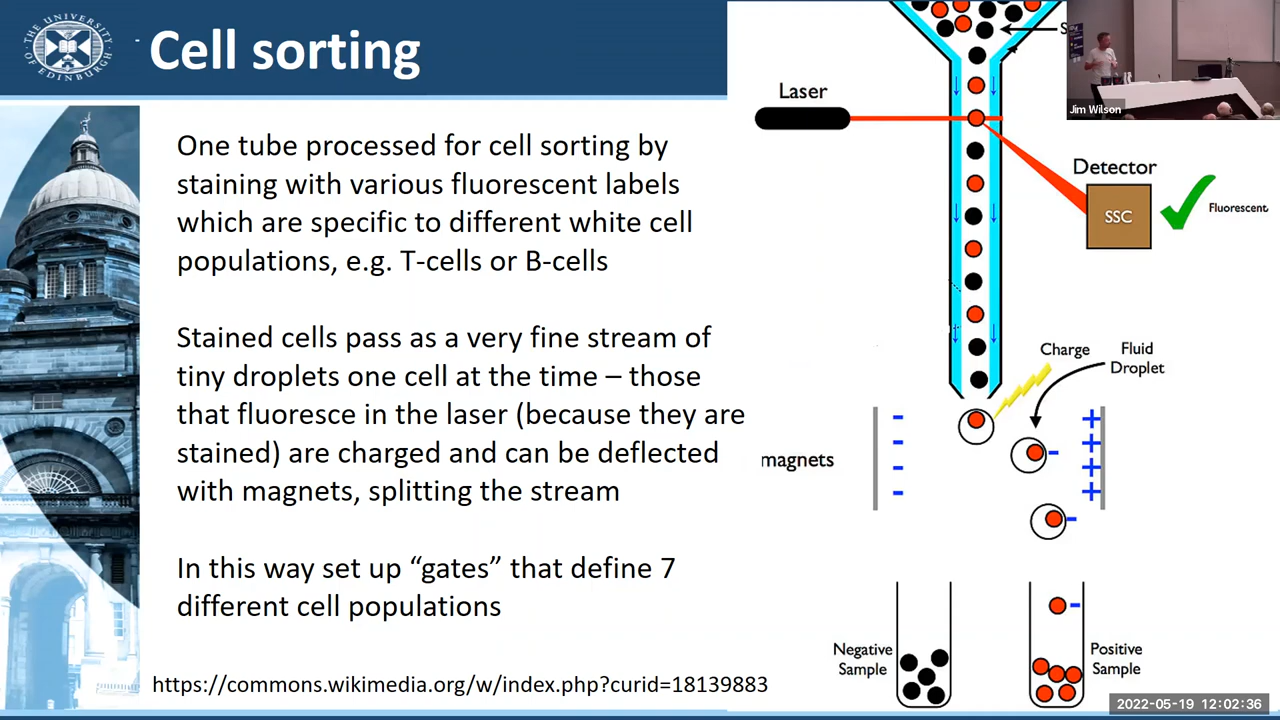 THE UNIVERSITY OF EDINBURGH
Cell sorting
One tube processed for cell sorting by
staining with various fluorescent labels
which are specific to different white cell
populations, e.g. T-cells or B-cells
Stained cells pass as a very fine stream of
tiny droplets one cell at the time – those
that fluoresce in the laser (because they are
stained) are charged and can be deflected
with magnets, splitting the stream
In this way set up “gates” that define 7
different cell populations
https://commons.wikimedia.org/w/index.php?curid=18139883
Laser
Detector
SSC
Fluorescent
Charge
Fluid
Droplet
magnets
-
-
-
-
+
+
+
+
-
-
-
Negative
Sample
Positive
Sample
Jim Wilson
2022-05-19 12:02:36